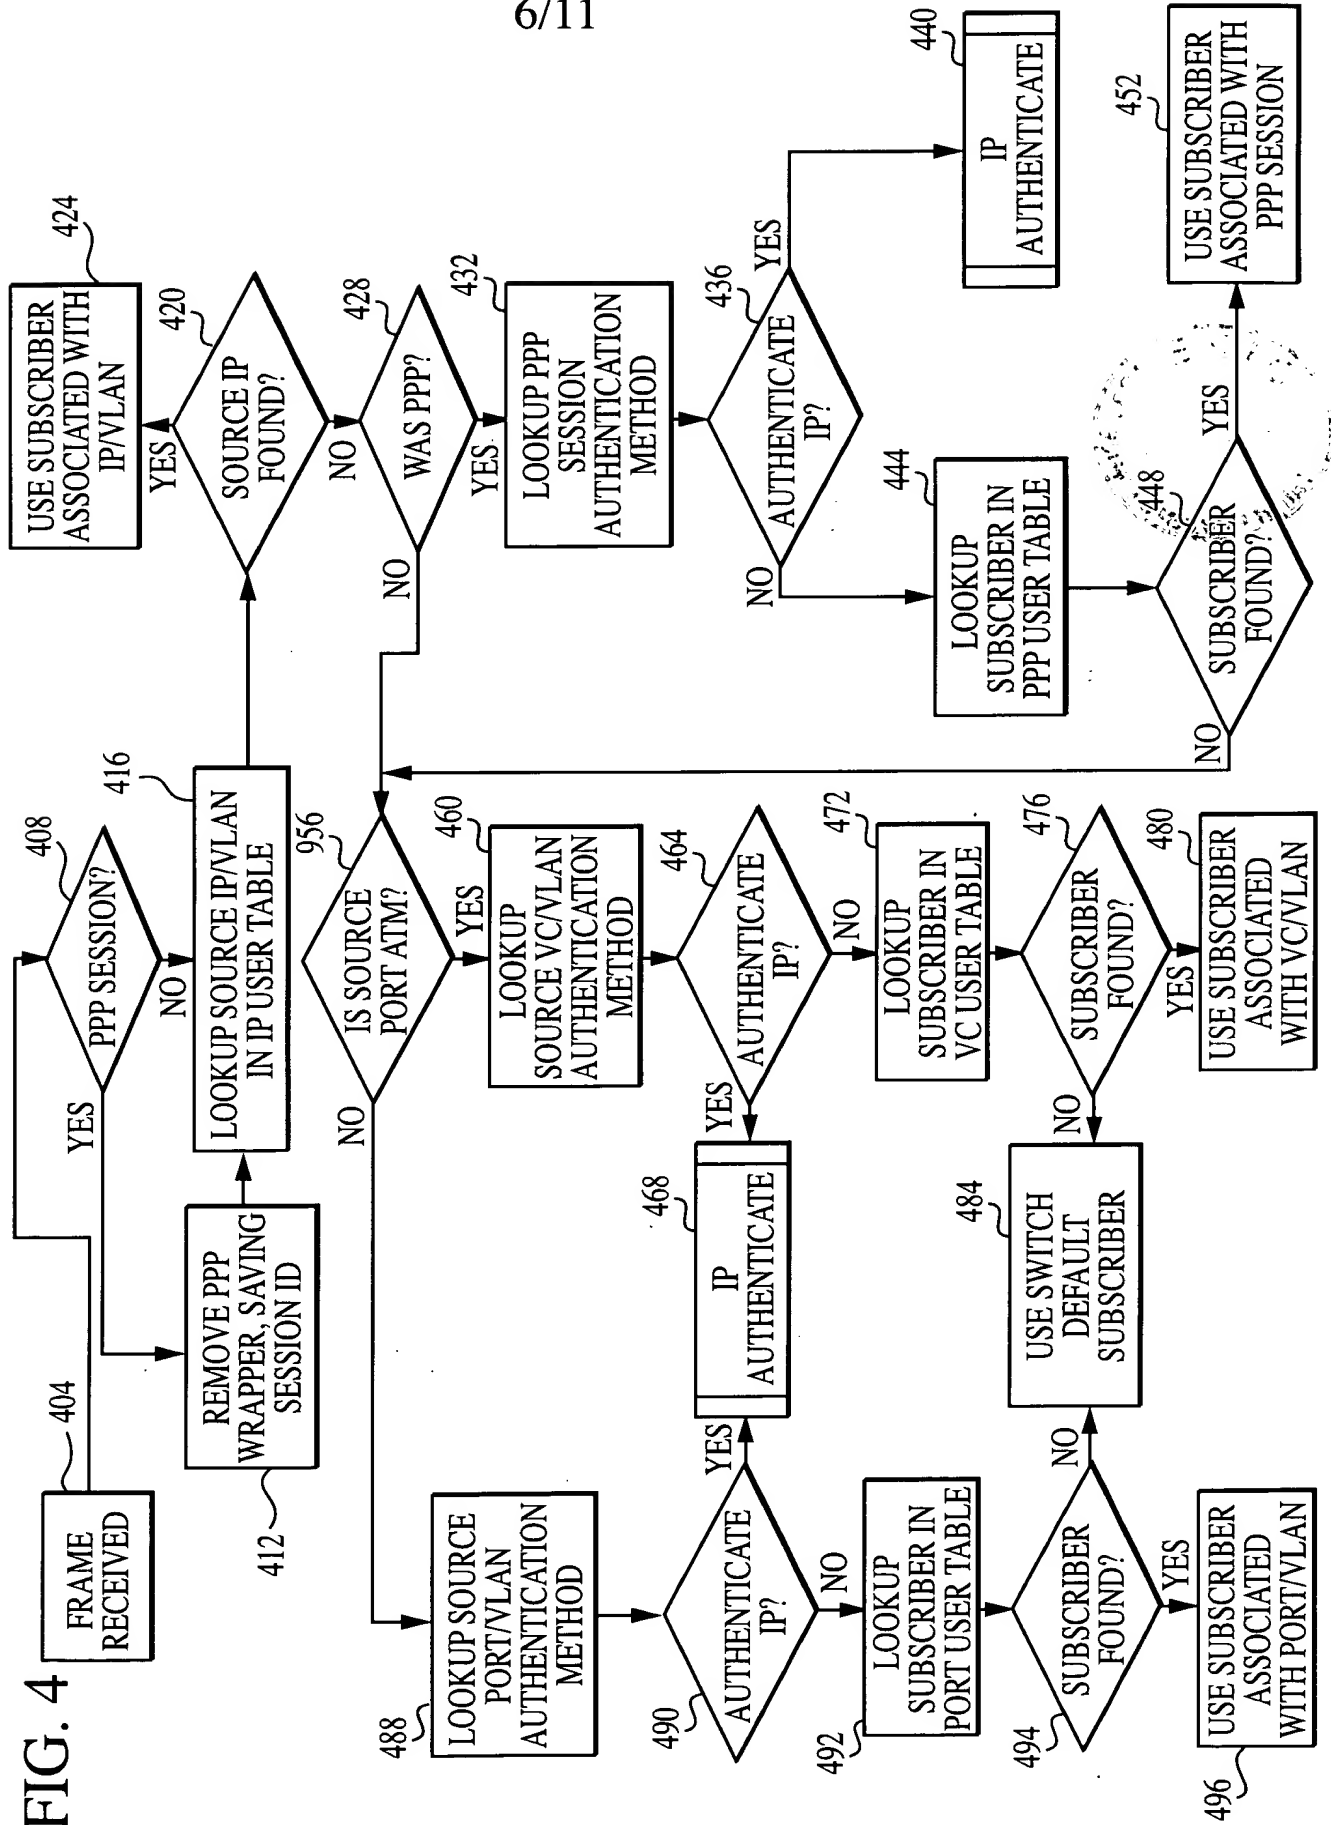 6/11
FIG. 4
FRAME
RECEIVED
404
PPP SESSION?
408
YES
NO
REMOVE PPP
WRAPPER, SAVING
SESSION ID
412
LOOKUP SOURCE IP/VLAN
IN IP USER TABLE
416
SOURCE IP
FOUND?
420
YES
NO
USE SUBSCRIBER
ASSOCIATED WITH
IP/VLAN
424
WAS PPP?
428
NO
YES
LOOKUP PPP
SESSION
AUTHENTICATION
METHOD
432
AUTHENTICATE
IP?
436
YES
NO
IP
AUTHENTICATE
440
LOOKUP
SUBSCRIBER IN
PPP USER TABLE
444
SUBSCRIBER
FOUND?
448
YES
NO
USE SUBSCRIBER
ASSOCIATED WITH
PPP SESSION
452
IS SOURCE
PORT ATM?
956
NO
YES
LOOKUP
SOURCE VC/VLAN
AUTHENTICATION
METHOD
460
AUTHENTICATE
IP?
464
YES
NO
IP
AUTHENTICATE
468
LOOKUP
SUBSCRIBER IN
VC USER TABLE
472
SUBSCRIBER
FOUND?
476
NO
YES
USE SUBSCRIBER
ASSOCIATED
WITH VC/VLAN
480
USE SWITCH
DEFAULT
SUBSCRIBER
484
LOOKUP SOURCE
PORT/VLAN
AUTHENTICATION
METHOD
488
AUTHENTICATE
IP?
490
YES
NO
LOOKUP
SUBSCRIBER IN
PORT USER TABLE
492
SUBSCRIBER
FOUND?
494
NO
YES
USE SUBSCRIBER
ASSOCIATED
WITH PORT/VLAN
496